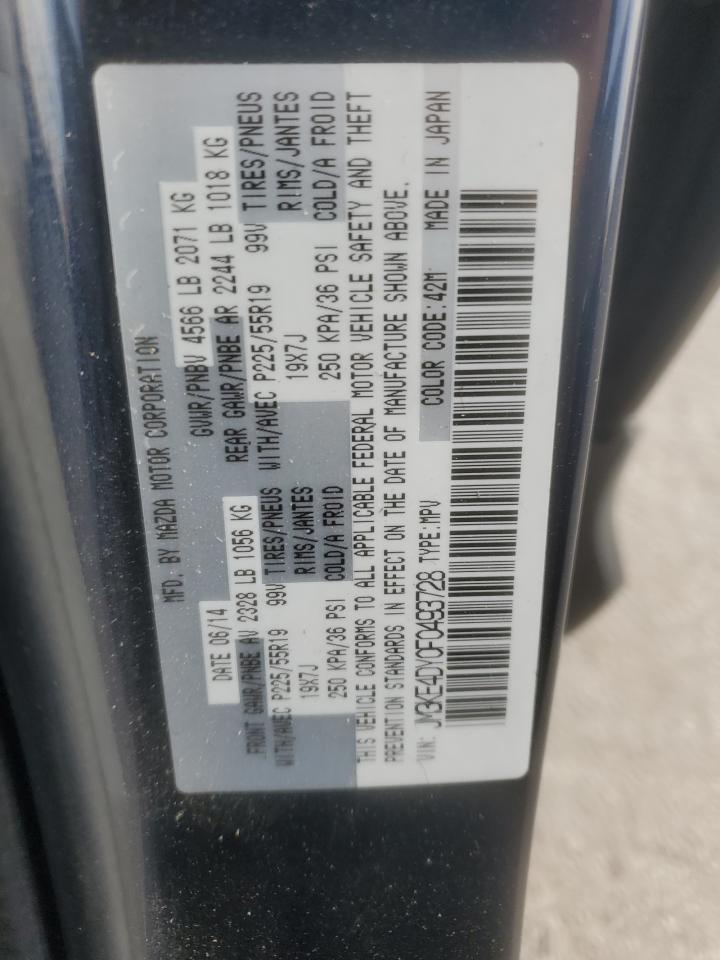 MFD. BY MAZDA MOTOR CORPORATION
DATE 06/14 GVWR/PNBV 4566 LB 2071 KG
FRONT GAWR/PNBE AV 2328 LB 1056 KG REAR GAWR/PNBE AR 2244 LB 1018 KG
WITH/AVEC P225/55R19 99V TIRES/PNEUS WITH/AVEC P225/55R19 99V TIRES/PNEUS
19X7J RIMS/JANTES 19X7J RIMS/JANTES
250 KPA/36 PSI COLD/A FROID 250 KPA/36 PSI COLD/A FROID
THIS VEHICLE CONFORMS TO ALL APPLICABLE FEDERAL MOTOR VEHICLE SAFETY AND THEFT
PREVENTION STANDARDS IN EFFECT ON THE DATE OF MANUFACTURE SHOWN ABOVE.
VIN: JM3KE4DY0F0493728 TYPE:MPV COLOR CODE:42M MADE IN JAPAN